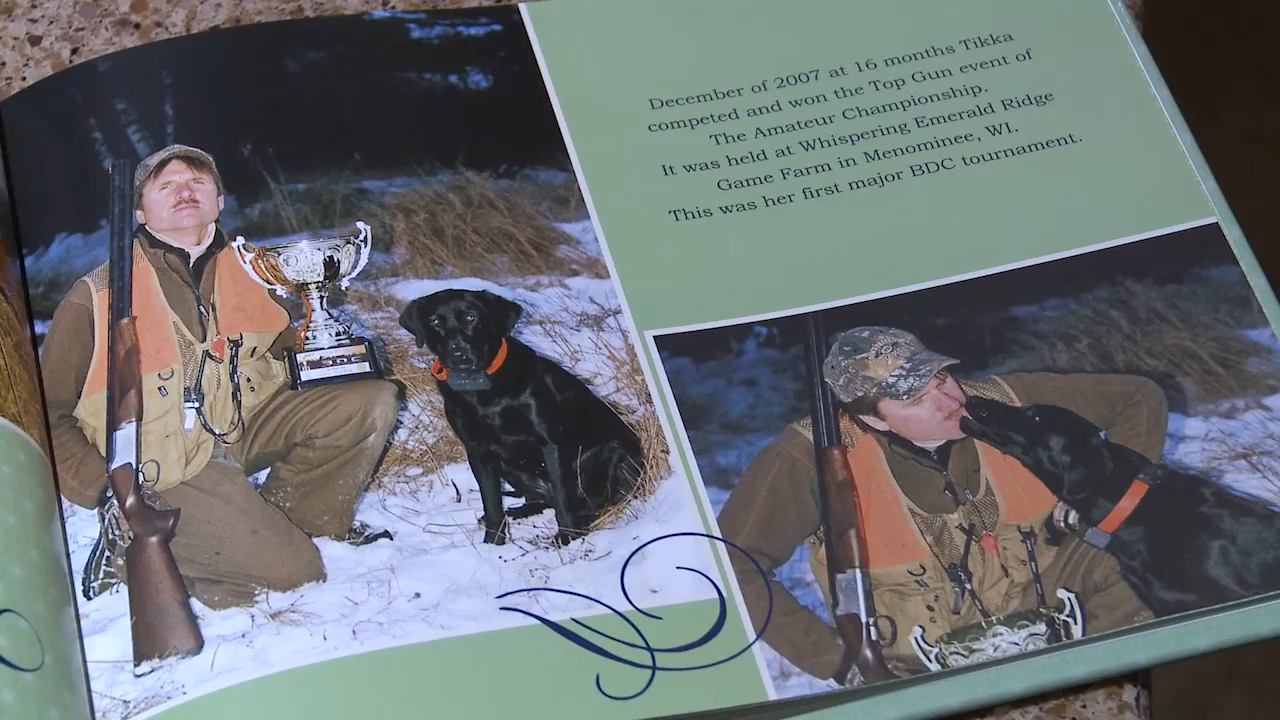 December of 2007 at 16 months Tikka
competed and won the Top Gun event of
The Amateur Championship.
It was held at Whispering Emerald Ridge
Game Farm in Menominee, WI.
This was her first major BDC tournament.